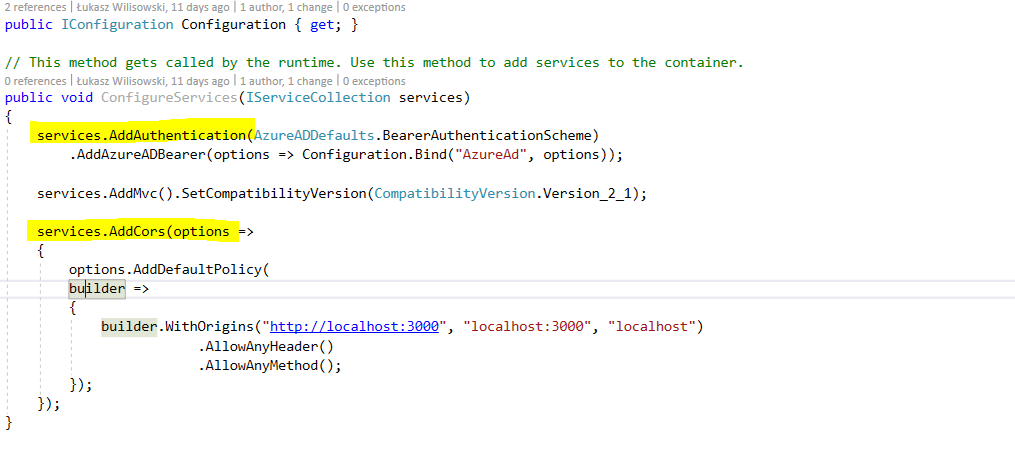 2 references | Łukasz Wilisowski, 11 days ago | 1 author, 1 change | 0 exceptions
public IConfiguration Configuration { get; }
// This method gets called by the runtime. Use this method to add services to the container.
0 references | Łukasz Wilisowski, 11 days ago | 1 author, 1 change | 0 exceptions
public void ConfigureServices(IServiceCollection services)
{
services.AddAuthentication(AzureADDefaults.BearerAuthenticationScheme)
.AddAzureADBearer(options => Configuration.Bind("AzureAd", options));
services.AddMvc().SetCompatibilityVersion(CompatibilityVersion.Version_2_1);
services.AddCors(options =>
{
options.AddDefaultPolicy(
builder =>
{
builder.WithOrigins("http://localhost:3000", "localhost:3000", "localhost")
.AllowAnyHeader()
.AllowAnyMethod();
});
});
}